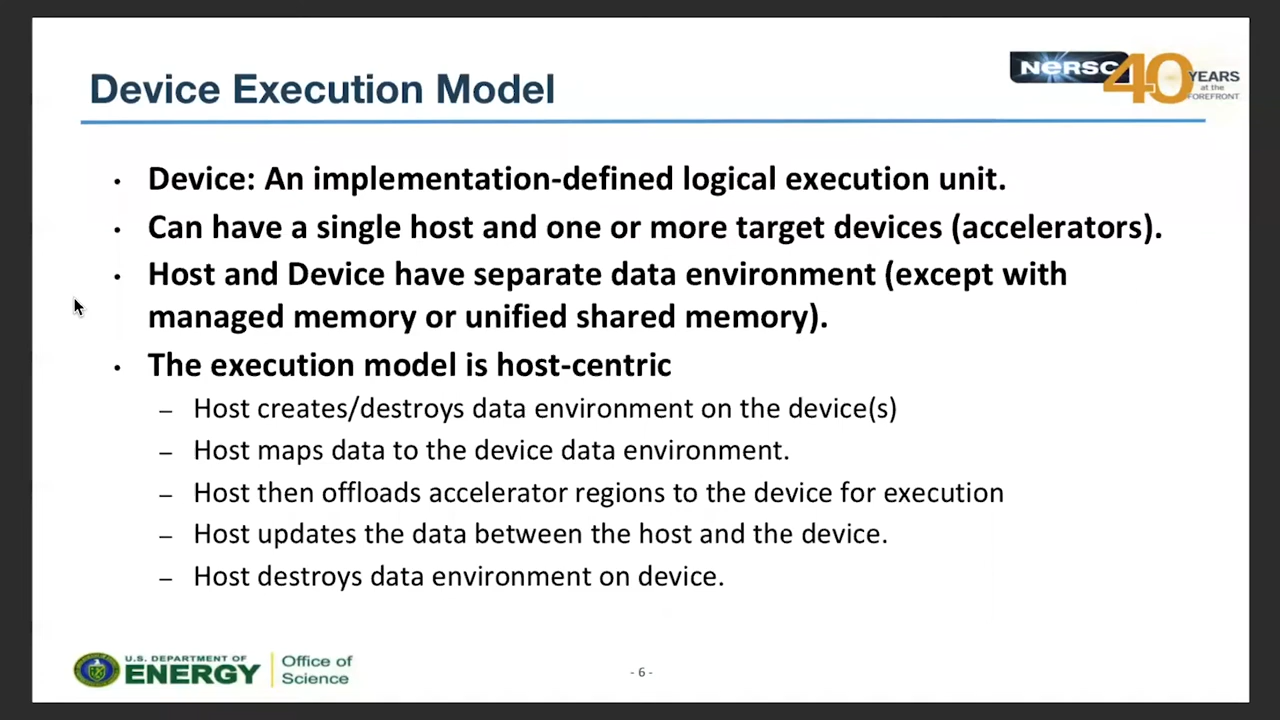 Device Execution Model
NERSC 40 YEARS
at the
FOREFRONT
• Device: An implementation-defined logical execution unit.
• Can have a single host and one or more target devices (accelerators).
• Host and Device have separate data environment (except with
managed memory or unified shared memory).
• The execution model is host-centric
– Host creates/destroys data environment on the device(s)
– Host maps data to the device data environment.
– Host then offloads accelerator regions to the device for execution
– Host updates the data between the host and the device.
– Host destroys data environment on device.
U.S. DEPARTMENT OF
ENERGY
Office of
Science
- 6 -